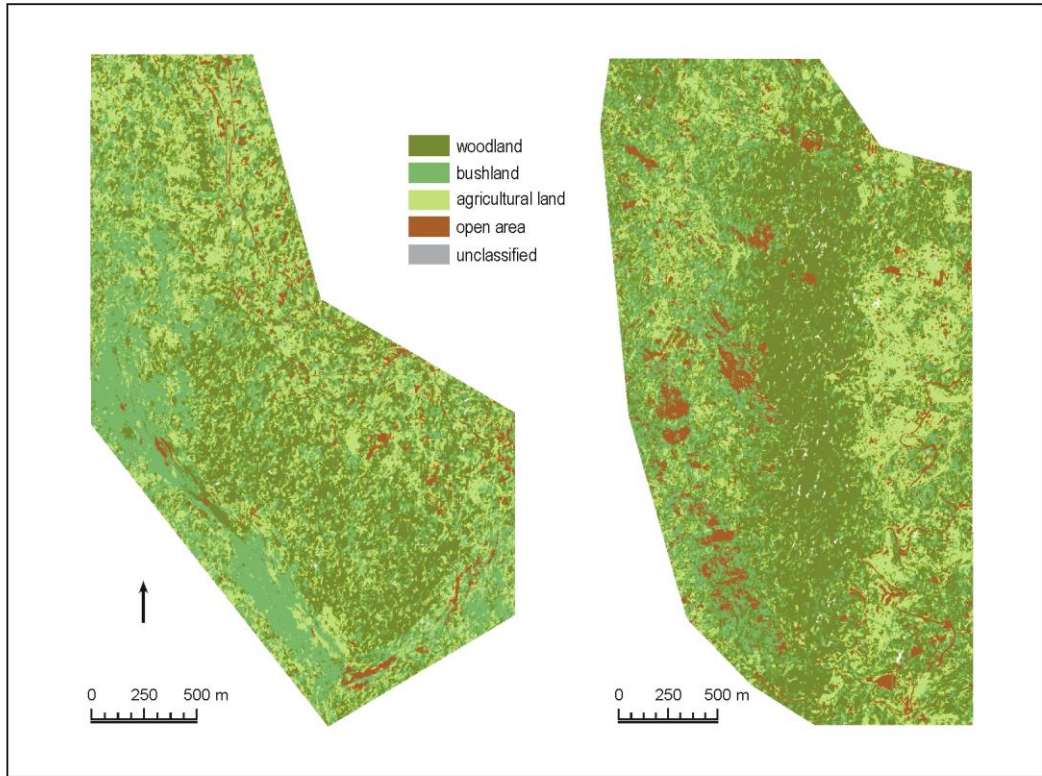 woodland
bushland
agricultural land
open area
unclassified
0 250 500 m
0 250 500 m